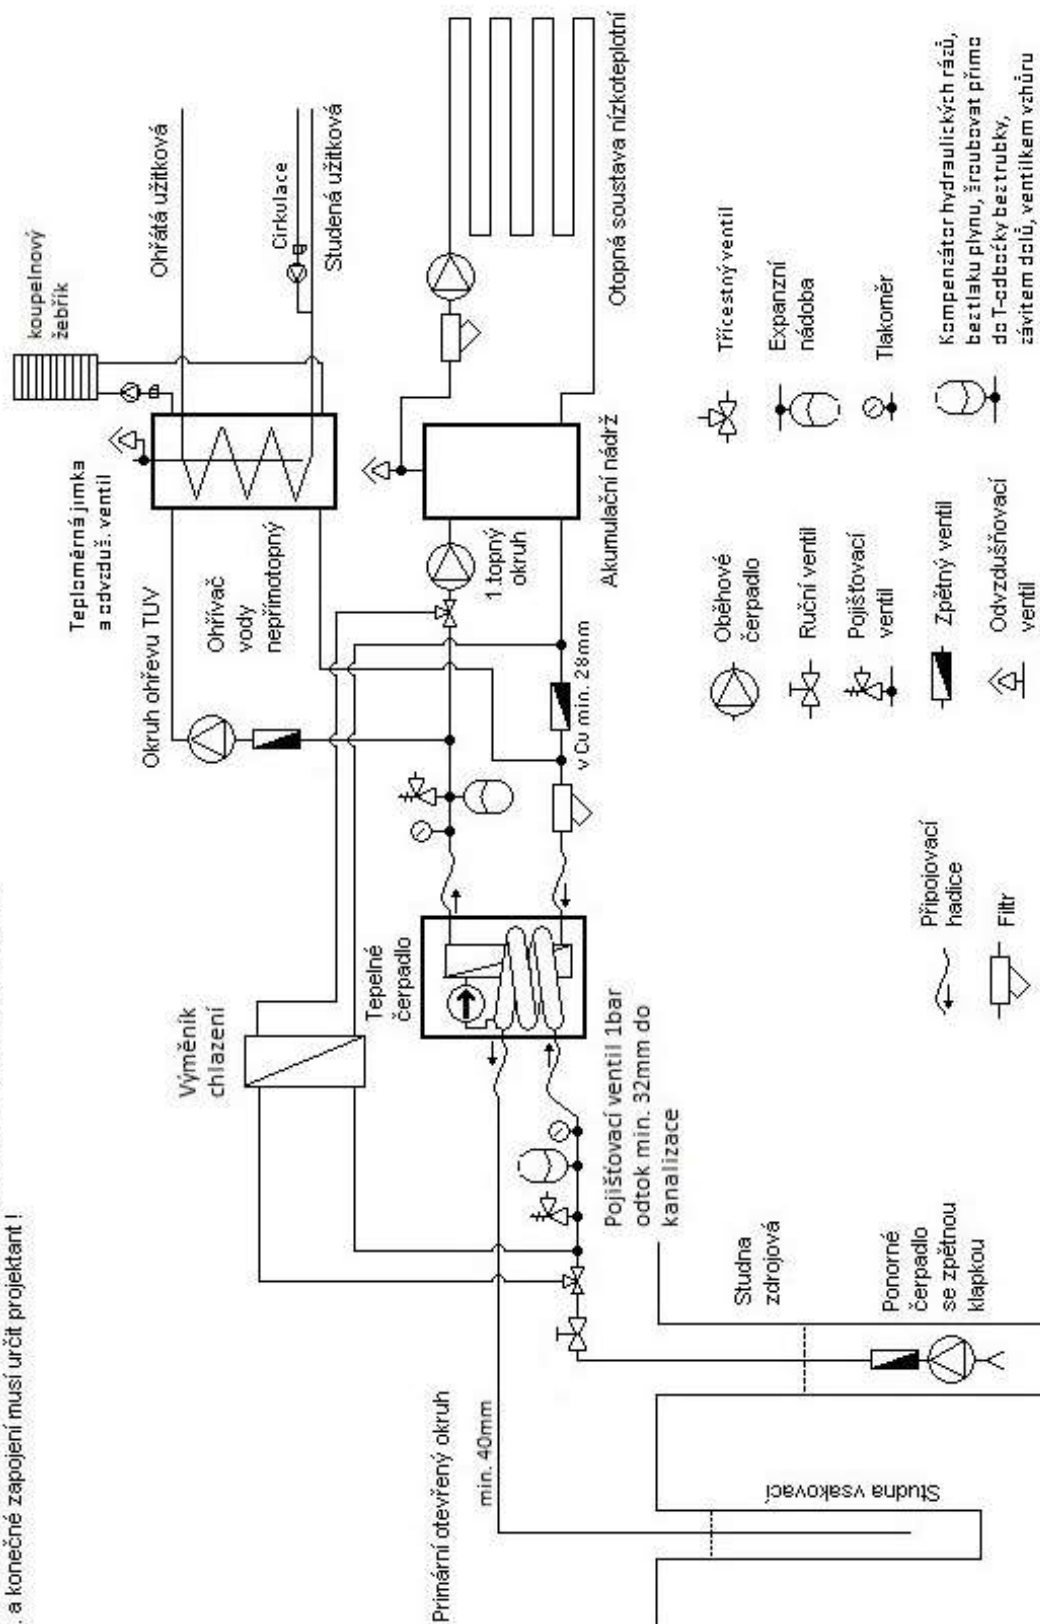 . a konečné zapojení musí určit projektant !
koupelnový
žebřík
Teploměrná jímka
a odvzduš. ventil
Ohřátá užitková
Cirkulace
Studená užitková
Okruh ohřevu TUV
Ohřívač
vody
nepřímotopný
1.topný
okruh
Akumulační nádrž
Otopná soustava nízkoteplotní
Výměník
chlazení
Tepelné
čerpadlo
v Cu min. 28mm
Pojišťovací ventil 1bar
odtok min. 32mm do
kanalizace
Primární otevřený okruh
min. 40mm
Studna vsakovací
Studna
zdrojová
Ponorné
čerpadlo
se zpětnou
klapkou
Připojovací
hadice
Filtr
Oběhové
čerpadlo
Ruční ventil
Pojišťovací
ventil
Zpětný ventil
Odvzdušňovací
ventil
Třícestný ventil
Expanzní
nádoba
Tlakoměr
Kompenzátor hydraulických rázů,
bez tlaku plynu, šroubovat přímo
do T-odbočky bez trubky,
závitem dolů, ventilkem vzhůru